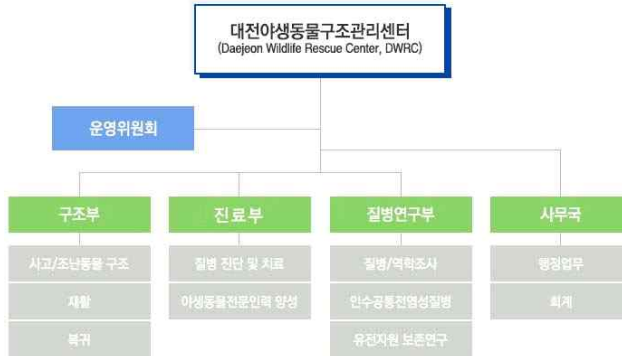 대전야생동물구조관리센터
(Daejeon Wildlife Rescue Center, DWRC)
운영위원회
구조부
진료부
질병연구부
사무국
사고/조난동물 구조
질병 진단 및 치료
질병/역학조사
행정업무
재활
야생동물전문인력 양성
인수공통전염성질병
회계
복귀
유전자원 보존연구